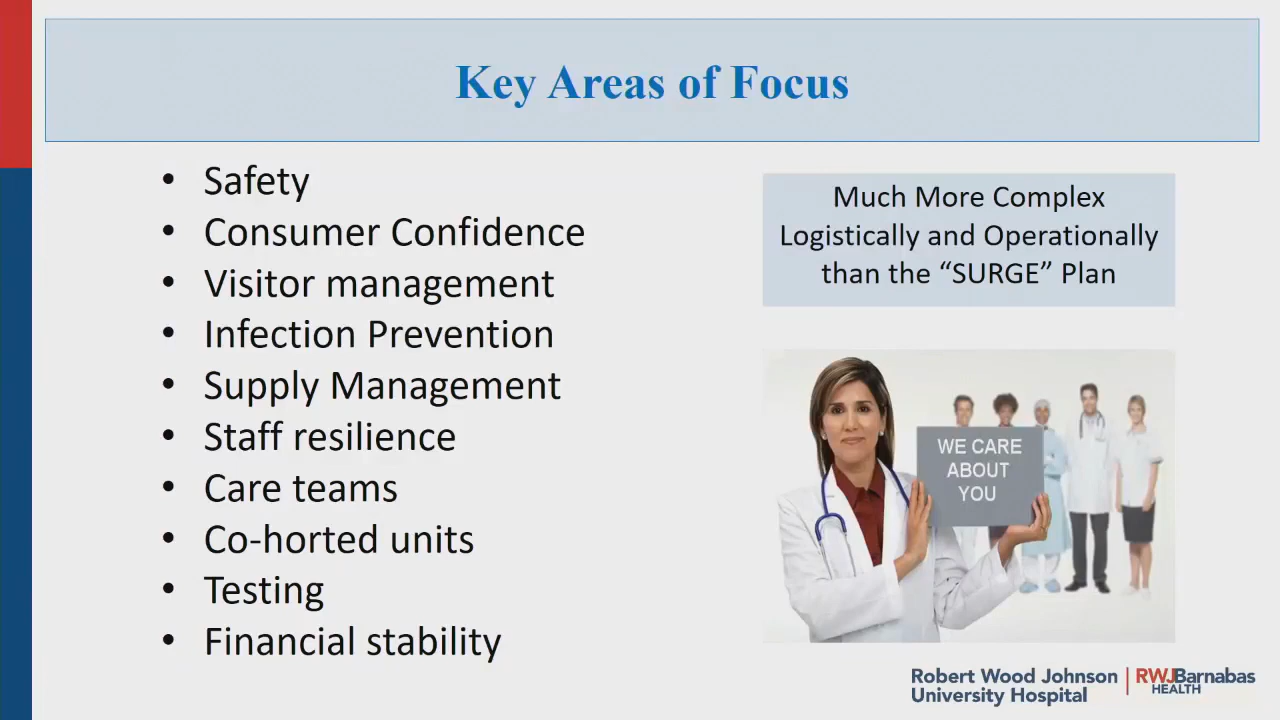 Key Areas of Focus
• Safety
• Consumer Confidence
• Visitor management
• Infection Prevention
• Supply Management
• Staff resilience
• Care teams
• Co-horted units
• Testing
• Financial stability
Much More Complex
Logistically and Operationally
than the “SURGE” Plan
WE CARE
ABOUT
YOU
Robert Wood Johnson
University Hospital
RWJBarnabas
HEALTH